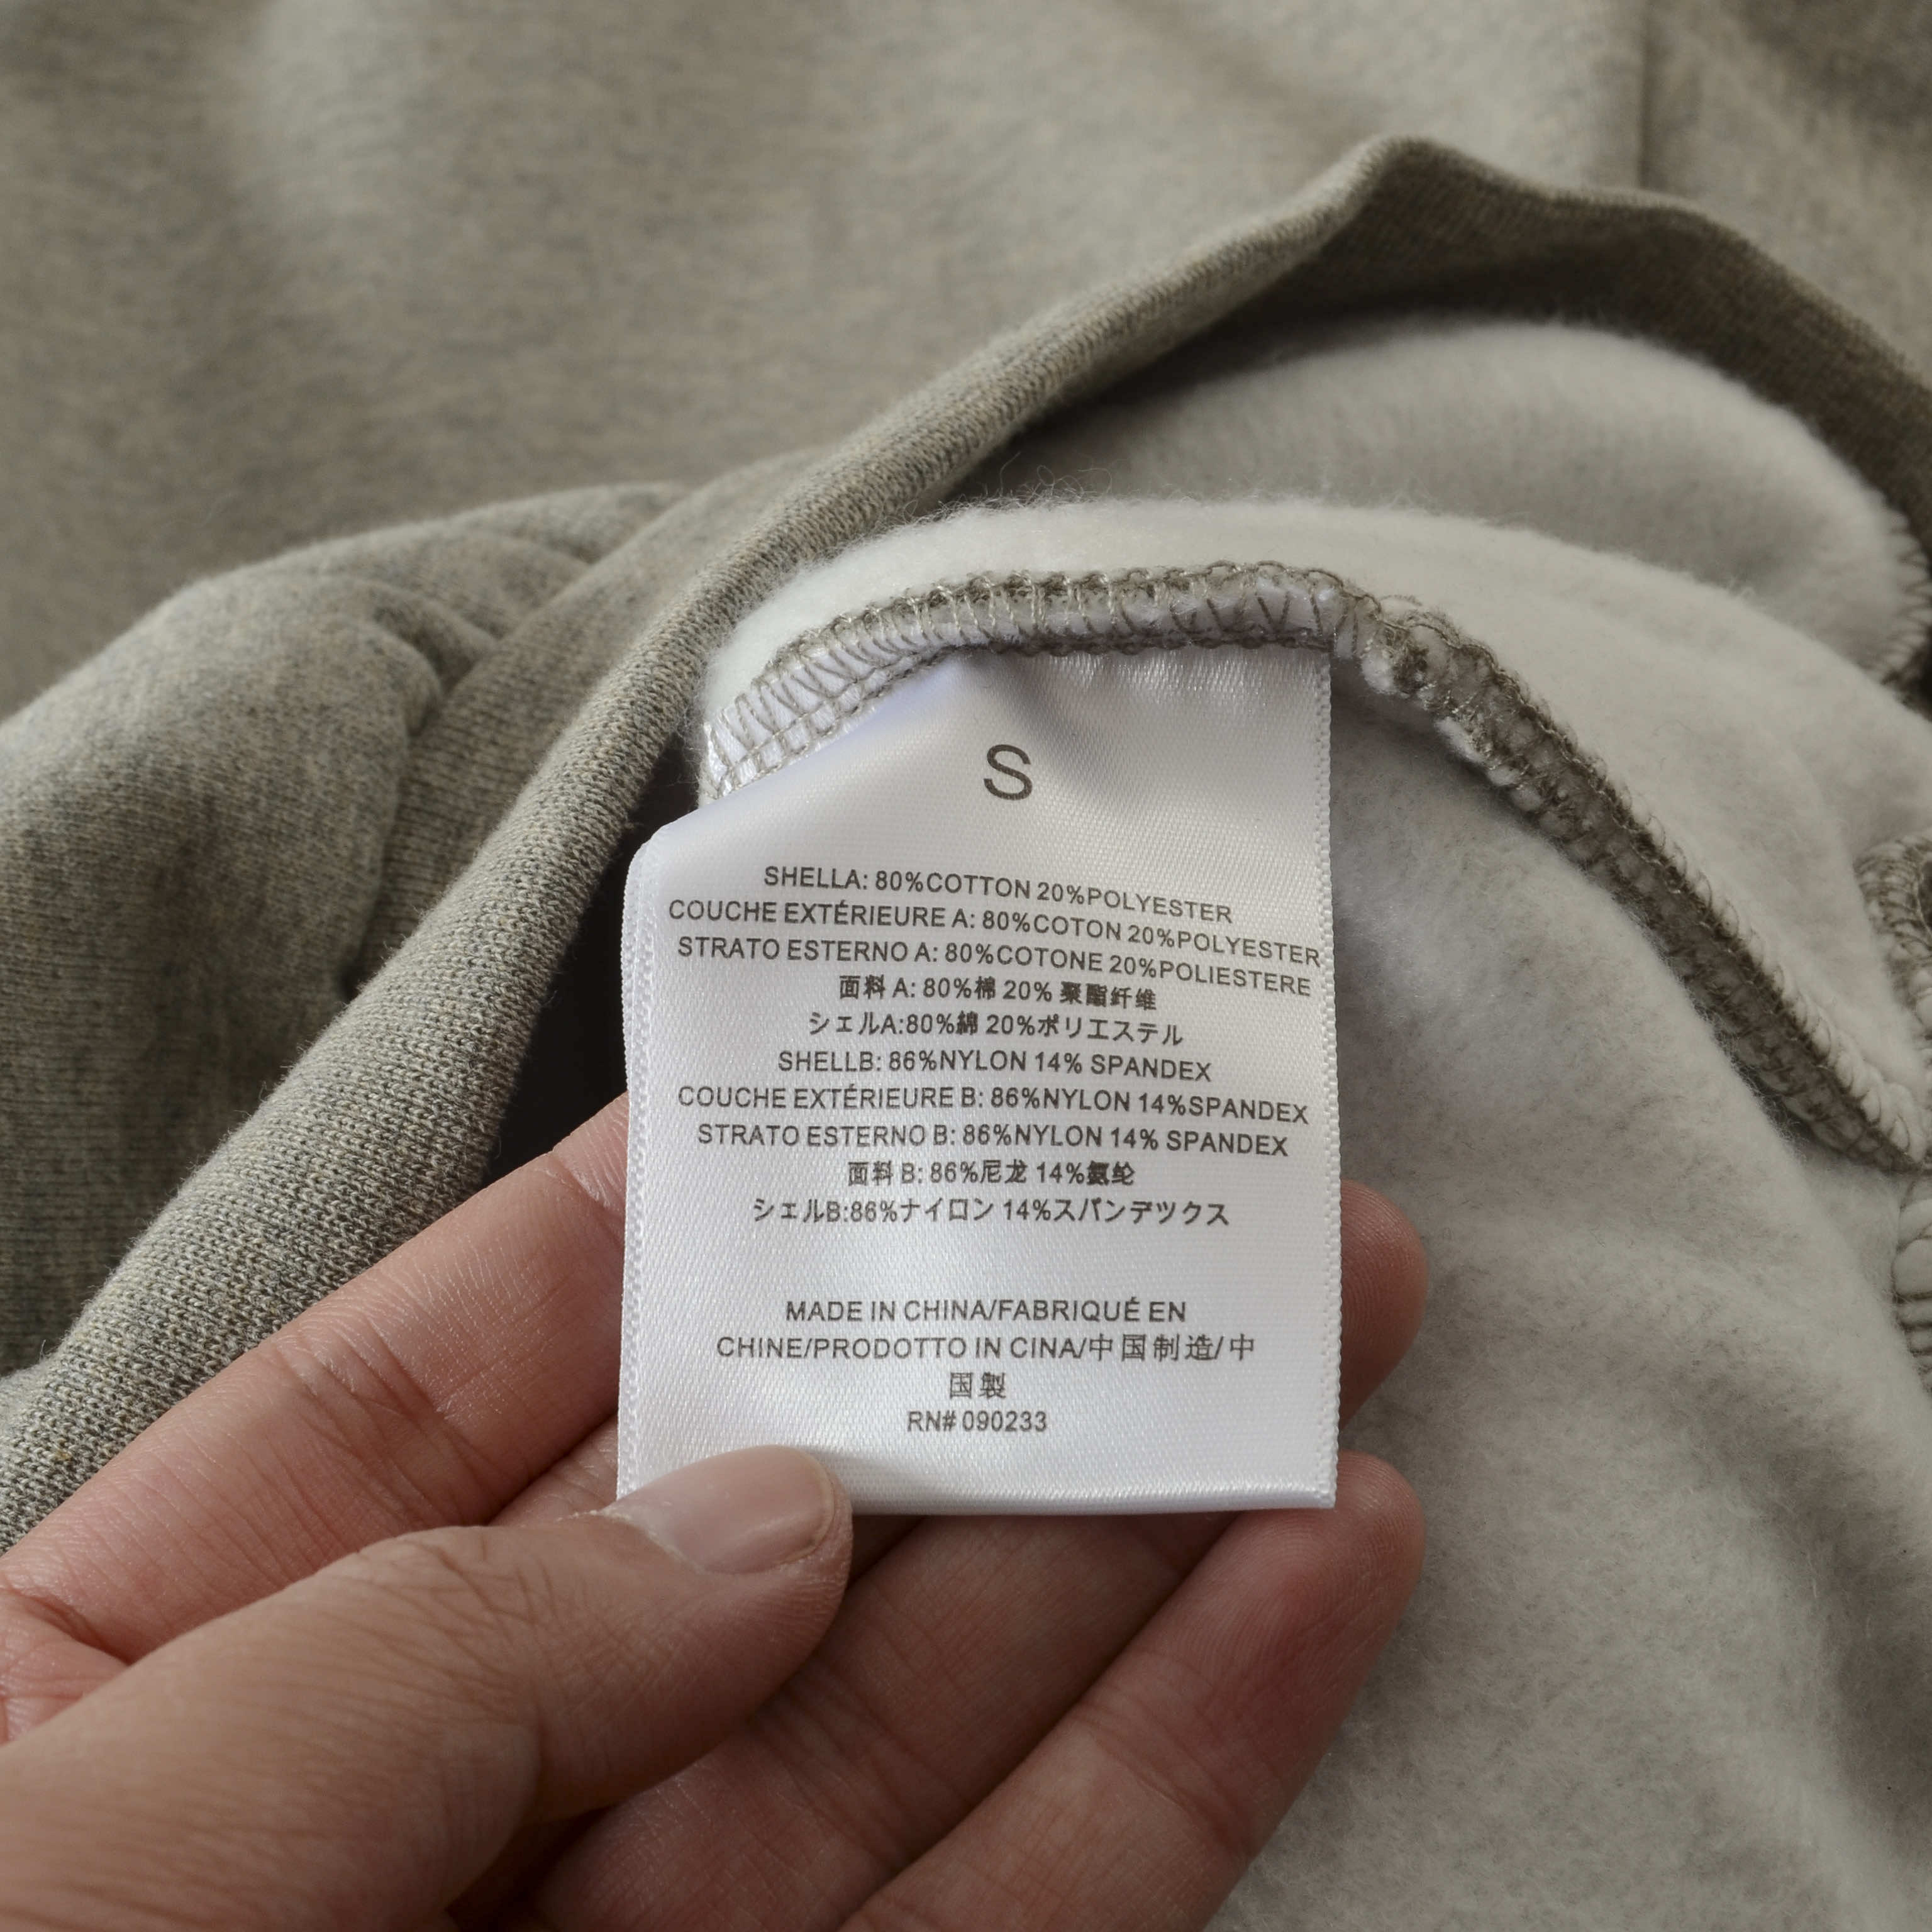 S
SHELLA: 80%COTTON 20%POLYESTER
COUCHE EXTÉRIEURE A: 80%COTON 20%POLYESTER
STRATO ESTERNO A: 80%COTONE 20%POLIESTERE
面料 A: 80%棉 20% 聚酯纤维
シェルA:80%綿 20%ポリエステル
SHELLB: 86%NYLON 14% SPANDEX
COUCHE EXTÉRIEURE B: 86%NYLON 14%SPANDEX
STRATO ESTERNO B: 86%NYLON 14% SPANDEX
面料 B: 86%尼龙 14%氨纶
シェルB:86%ナイロン 14%スパンデツクス
MADE IN CHINA/FABRIQUÉ EN
CHINE/PRODOTTO IN CINA/中国制造/中
国製
RN# 090233